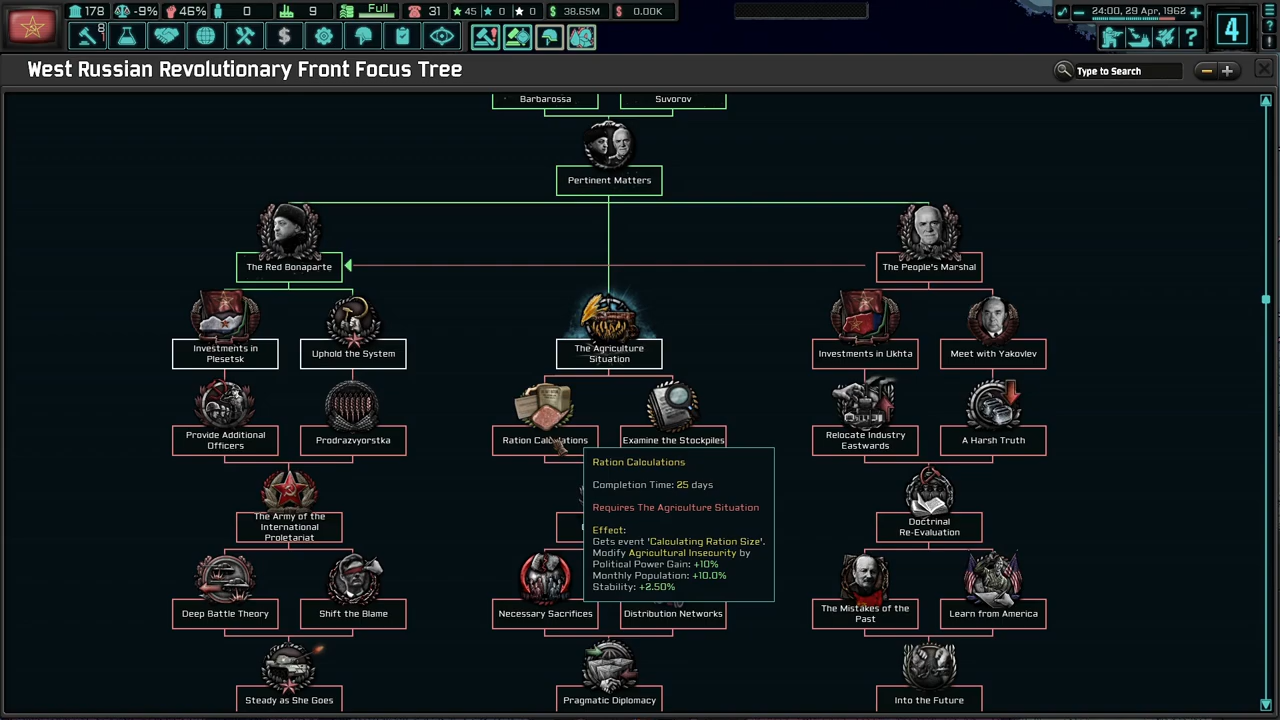 178
-9%
46%
0
9
Full
31
45
0
0
38.65M
0.00K
24:00, 29 Apr, 1962
4
8
West Russian Revolutionary Front Focus Tree
Type to Search
Barbarossa
Suvorov
Pertinent Matters
The Red Bonaparte
The People's Marshal
Investments in
Plesetsk
Uphold the System
The Agriculture
Situation
Investments in Ukhta
Meet with Yakovlev
Provide Additional
Officers
Prodrazvyorstka
Ration Calculations
Examine the Stockpiles
Relocate Industry
Eastwards
A Harsh Truth
Ration Calculations
Completion Time: 25 days
Requires The Agriculture Situation
Effect:
Gets event 'Calculating Ration Size'.
Modify Agricultural Insecurity by
Political Power Gain: +10%
Monthly Population: +10.0%
Stability: +2.50%
The Army of the
International
Proletariat
Doctrinal
Re-Evaluation
Deep Battle Theory
Shift the Blame
Necessary Sacrifices
Distribution Networks
The Mistakes of the
Past
Learn from America
Steady as She Goes
Pragmatic Diplomacy
Into the Future